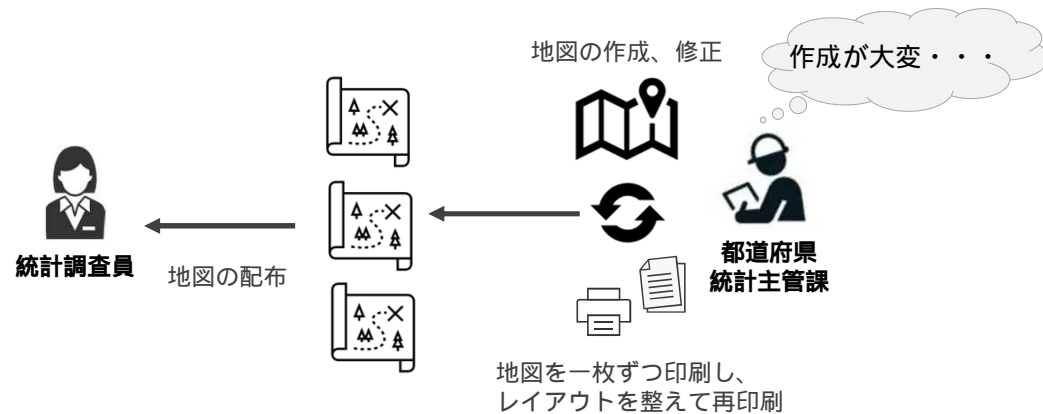 地図の作成、修正
作成が大変・・・
統計調査員
地図の配布
都道府県
統計主管課
地図を一枚ずつ印刷し、
レイアウトを整えて再印刷